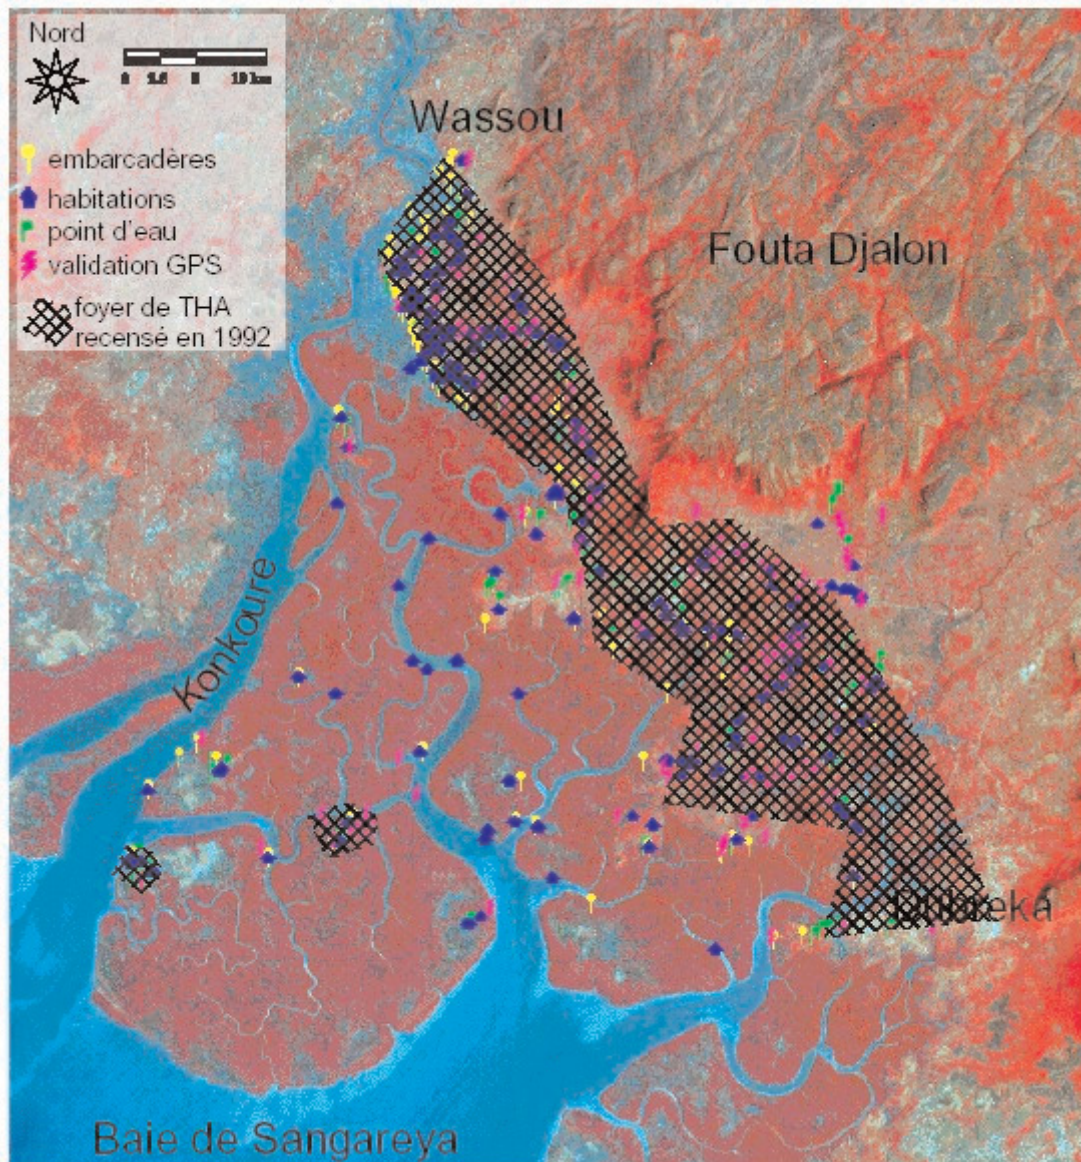 Nord
Wassou
embarcadères
habitations
point d'eau
validation GPS
foyer de THA
recensé en 1992
Fouta Djalon
Konkoure
Baie de Sangareya